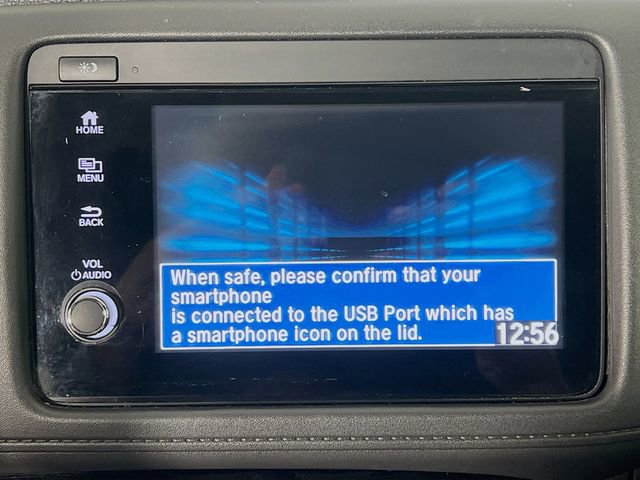 HOME
MENU
BACK
VOL
AUDIO
When safe, please confirm that your
smartphone
is connected to the USB Port which has
a smartphone icon on the lid.
12:56